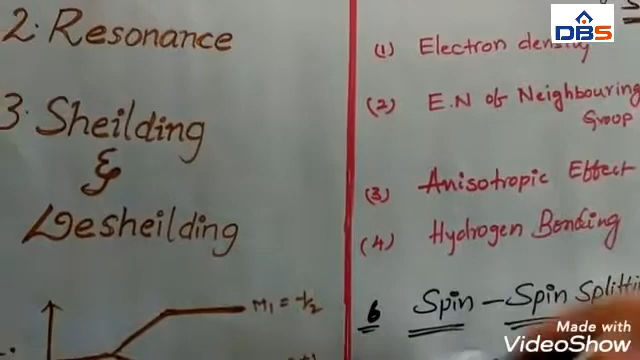 2. Resonance
3. Sheilding
&
Desheilding
M₁ = -½
DBS
(1) Electron density
(2) E.N of Neighbouring
Group
(3) Anisotropic Effect
(4) Hydrogen Bonding
6 Spin - Spin Splitti
Made with
VideoShow